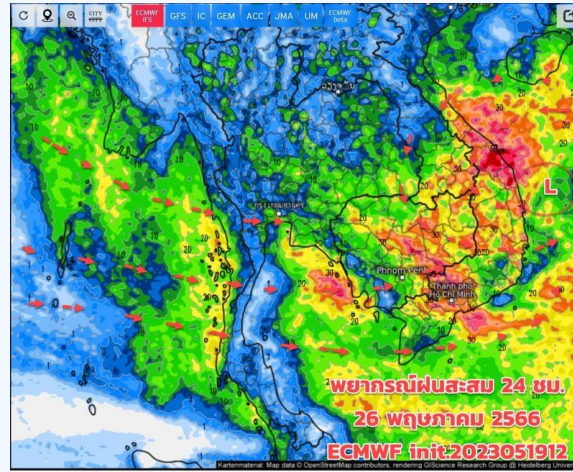 CITY
CITY
ECMWF
IFS
GFS
IC
GEM
ACC
JMA
UM
ECMWF
beta
L
Phnom Penh
Thành phố
Hồ Chí Minh
พยากรณ์ฝนสะสม 24 ชม.
26 พฤษภาคม 2566
ECMWF init:2023051912
Kartenmaterial: Map data © OpenStreetMap contributors, rendering GIScience Research Group @ Heidelberg Univ